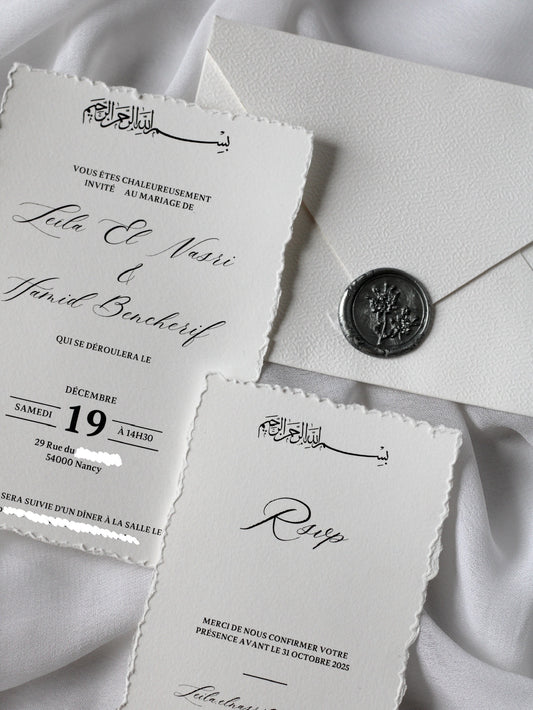 بسم الله الرحمن الرحيم
VOUS ÊTES CHALEUREUSEMENT
INVITÉ AU MARIAGE DE
Leila El Nasri
&
Hamid Bencherif
QUI SE DÉROULERA LE
DÉCEMBRE
SAMEDI 19 À 14H30
29 Rue du
54000 Nancy
SERA SUIVIE D'UN DÎNER À LA SALLE LE
بسم الله الرحمن الرحيم
Rsvp
MERCI DE NOUS CONFIRMER VOTRE
PRÉSENCE AVANT LE 31 OCTOBRE 2025